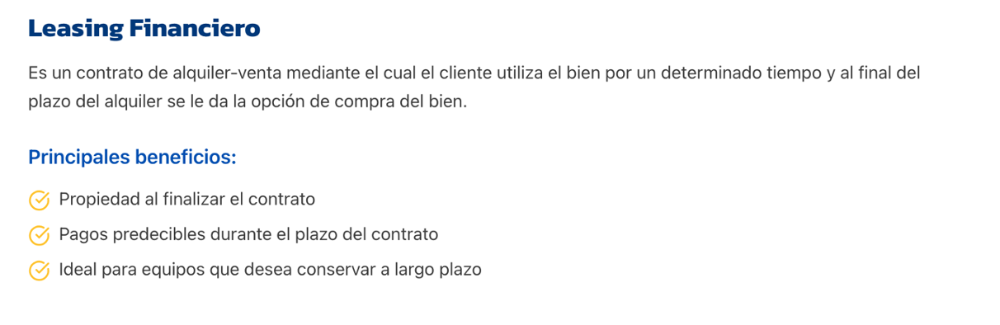 Leasing Financiero
Es un contrato de alquiler-venta mediante el cual el cliente utiliza el bien por un determinado tiempo y al final del
plazo del alquiler se le da la opción de compra del bien.
Principales beneficios:
Propiedad al finalizar el contrato
Pagos predecibles durante el plazo del contrato
Ideal para equipos que desea conservar a largo plazo